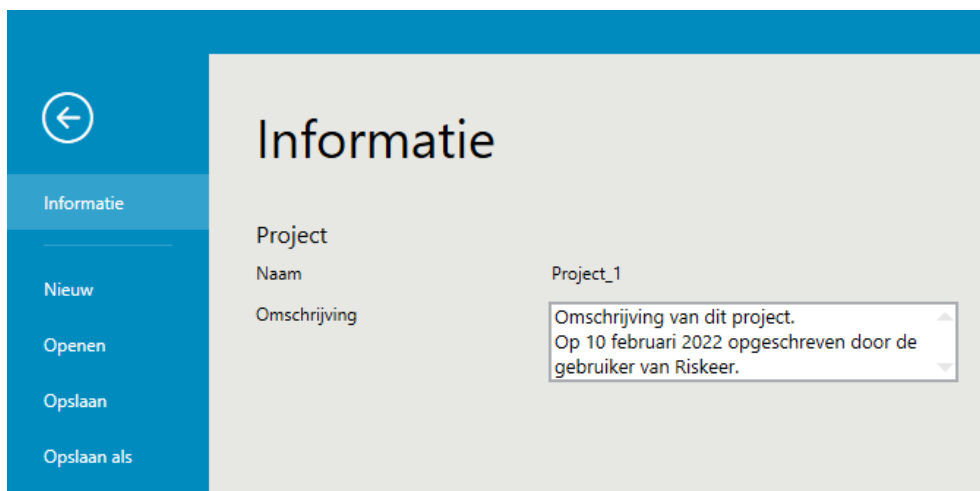 Informatie
Informatie
Nieuw
Openen
Opslaan
Opslaan als
Project
Naam Project_1
Omschrijving
Omschrijving van dit project.
Op 10 februari 2022 opgeschreven door de
gebruiker van Riskeer.